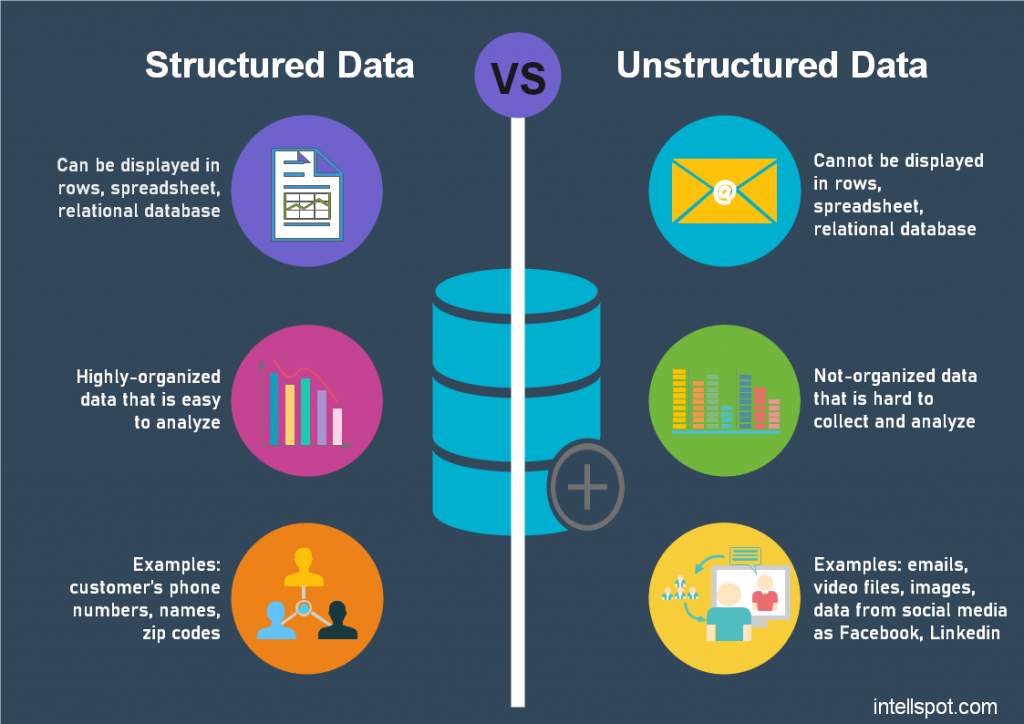 Structured Data
VS
Unstructured Data
Can be displayed in
rows, spreadsheet,
relational database
@
Cannot be displayed
in rows,
spreadsheet,
relational database
Highly-organized
data that is easy
to analyze
Not-organized data
that is hard to
collect and analyze
Examples:
customer's phone
numbers, names,
zip codes
Examples: emails,
video files, images,
data from social media
as Facebook, Linkedin
intellspot.com